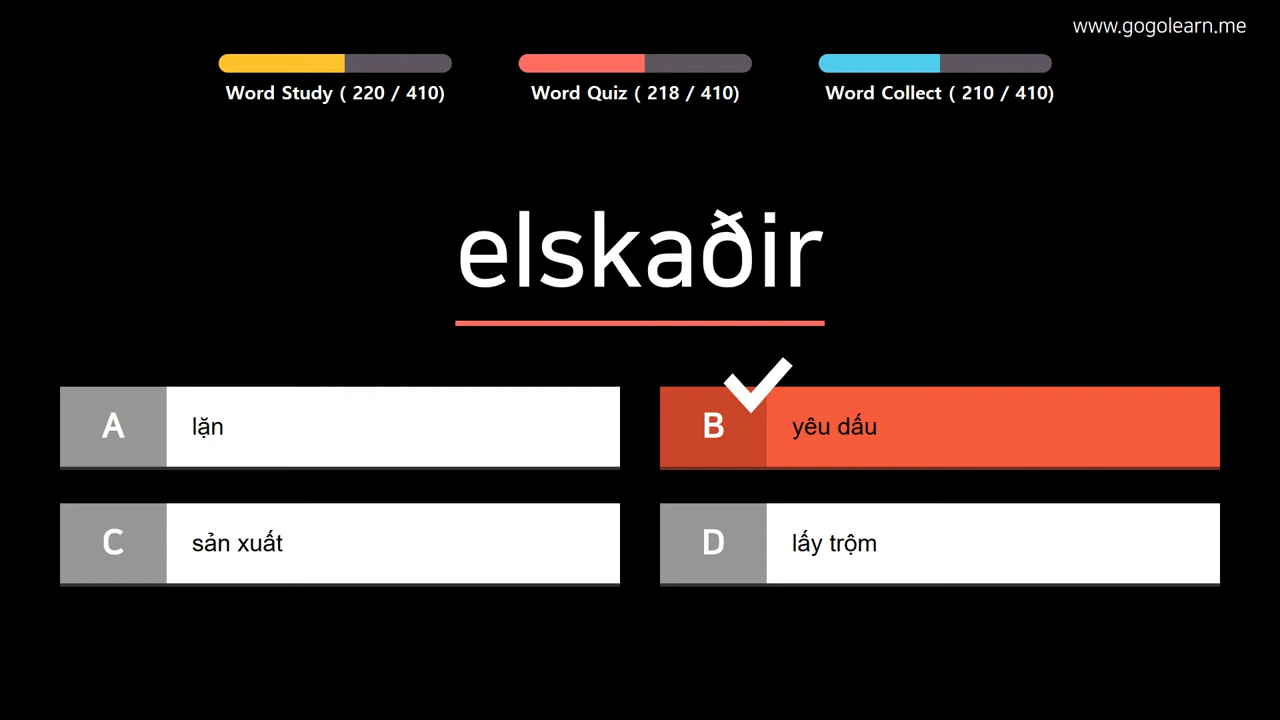 www.gogolearn.me
Word Study ( 220 / 410)
Word Quiz ( 218 / 410)
Word Collect ( 210 / 410)
elskaðir
A lặn
B yêu dấu
C sản xuất
D lấy trộm